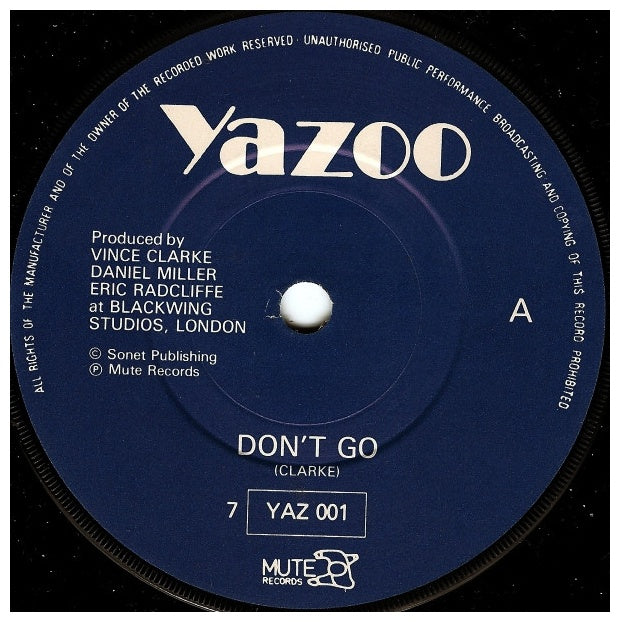 ALL RIGHTS OF THE MANUFACTURER AND OF THE OWNER OF THE RECORDED WORK RESERVED · UNAUTHORISED PUBLIC PERFORMANCE BROADCASTING AND COPYING OF THIS RECORD PROHIBITED.
Yazoo
Produced by
VINCE CLARKE
DANIEL MILLER
ERIC RADCLIFFE
at BLACKWING
STUDIOS, LONDON
© Sonet Publishing
℗ Mute Records
A
DON'T GO
(CLARKE)
7 YAZ 001
MUTE
RECORDS